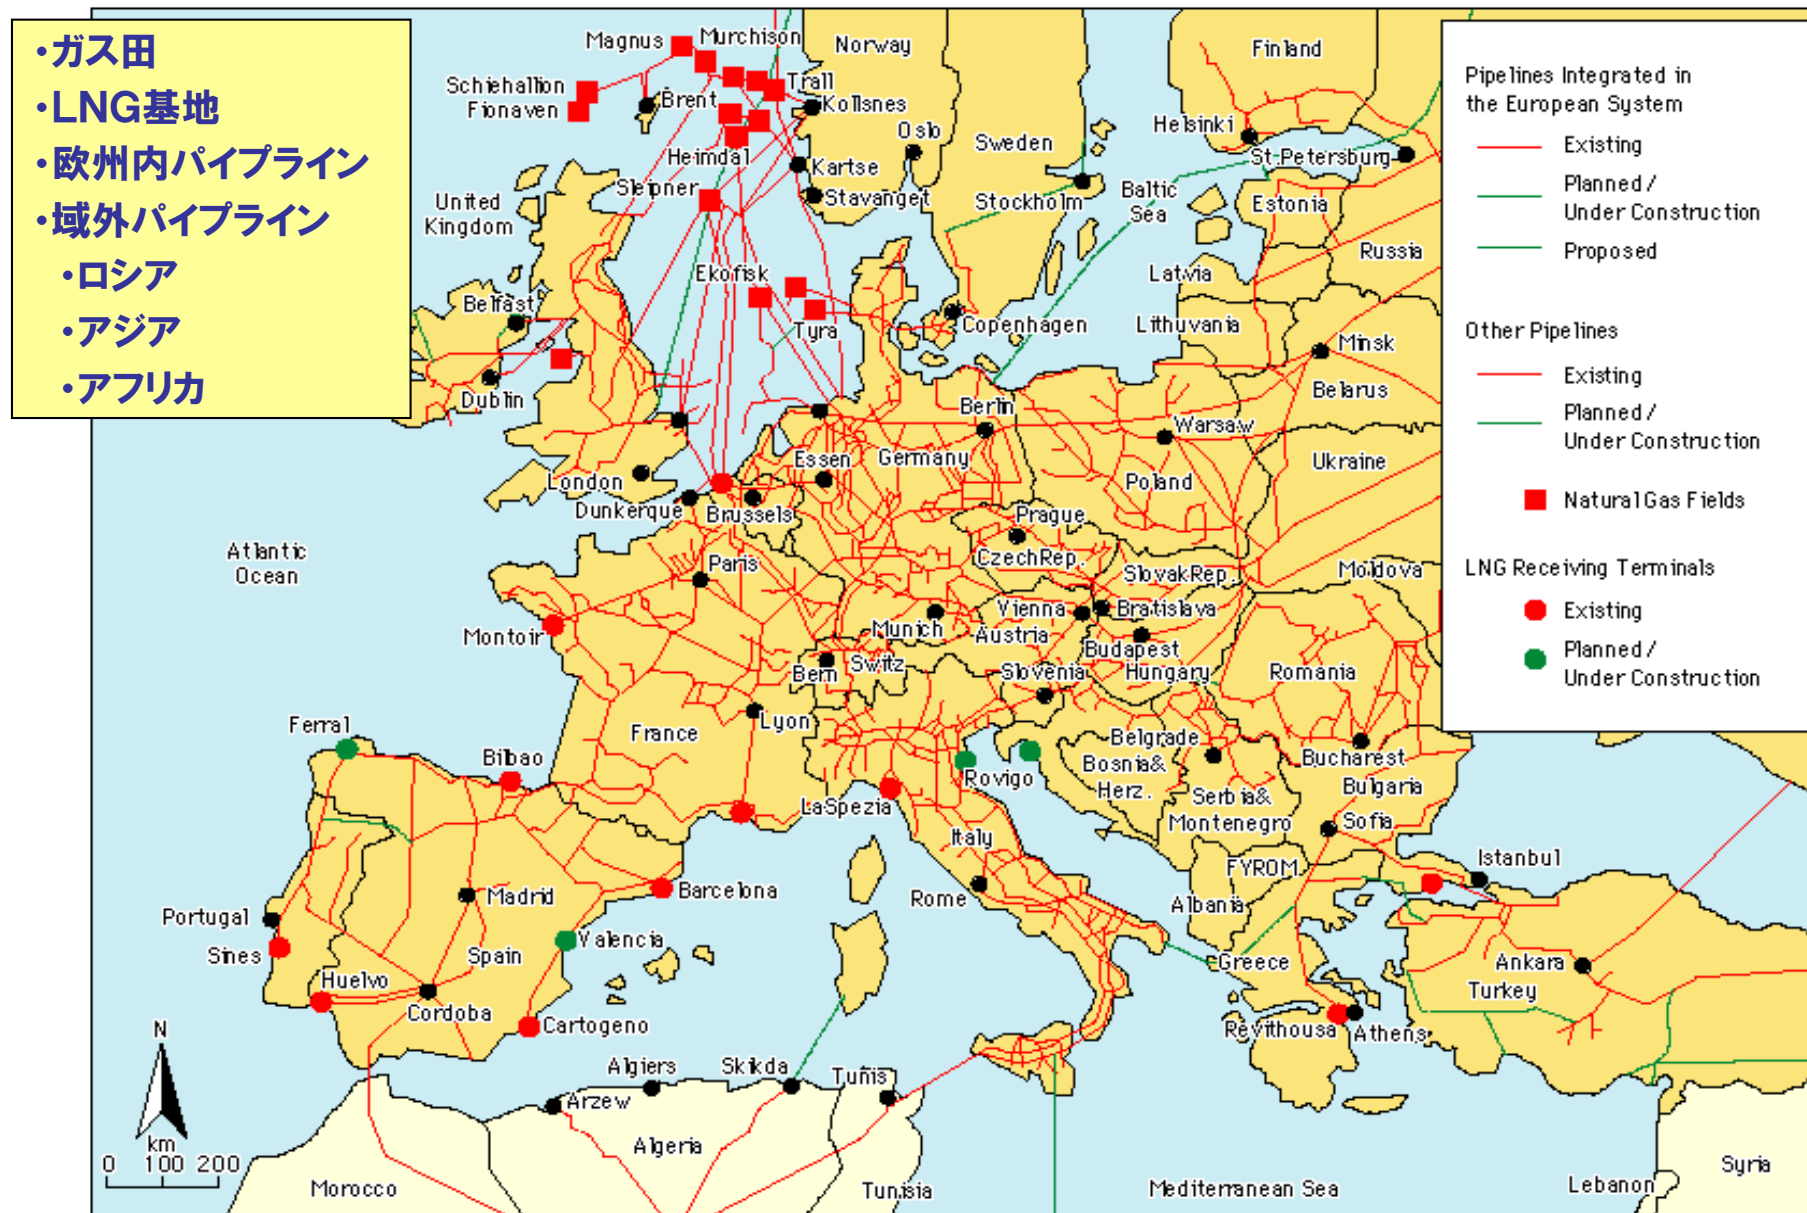 ・ガス田
・LNG基地
・欧州内パイプライン
・域外パイプライン
・ロシア
・アジア
・アフリカ
Magnus
Murchison
Norway
Finland
Schiehallion
Fionaven
Brent
Trall
Kollsnes
Oslo
Sweden
Helsinki
St.Petersburg
Heimdal
Kartse
Sleipner
Stavanget
Stockholm
Baltic
Sea
Estonia
United
Kingdom
Russia
Ekofisk
Latvia
Belfast
Tyra
Copenhagen
Lithuvania
Minsk
Dublin
Belarus
Berlin
Warsaw
Essen
Germany
Ukraine
London
Poland
Dunkerque
Brussels
Prague
Atlantic
Ocean
Paris
CzechRep.
SlovakRep.
Moldova
Montoir
Munich
Vienna
Bratislava
Austria
Budapest
Bern
Switz
Slovenia
Hungary
Romania
Lyon
Ferral
France
Bilbao
Belgrade
Bucharest
Rovigo
Bosnia&
Herz.
Bulgaria
LaSpezia
Serbia&
Montenegro
Sofia
Italy
FYROM
Istanbul
Madrid
Barcelona
Rome
Albania
Portugal
Valencia
Sines
Spain
Greece
Ankara
Huelvo
Turkey
Cordoba
Cartogeno
Revithousa
Athens
N
km
0 100 200
Algiers
Skikda
Tunis
Arzew
Algeria
Morocco
Tunisia
Mediterranean Sea
Lebanon
Syria
Pipelines Integrated in
the European System
Existing
Planned/
Under Construction
Proposed
Other Pipelines
Existing
Planned/
Under Construction
Natural Gas Fields
LNG Receiving Terminals
Existing
Planned/
Under Construction